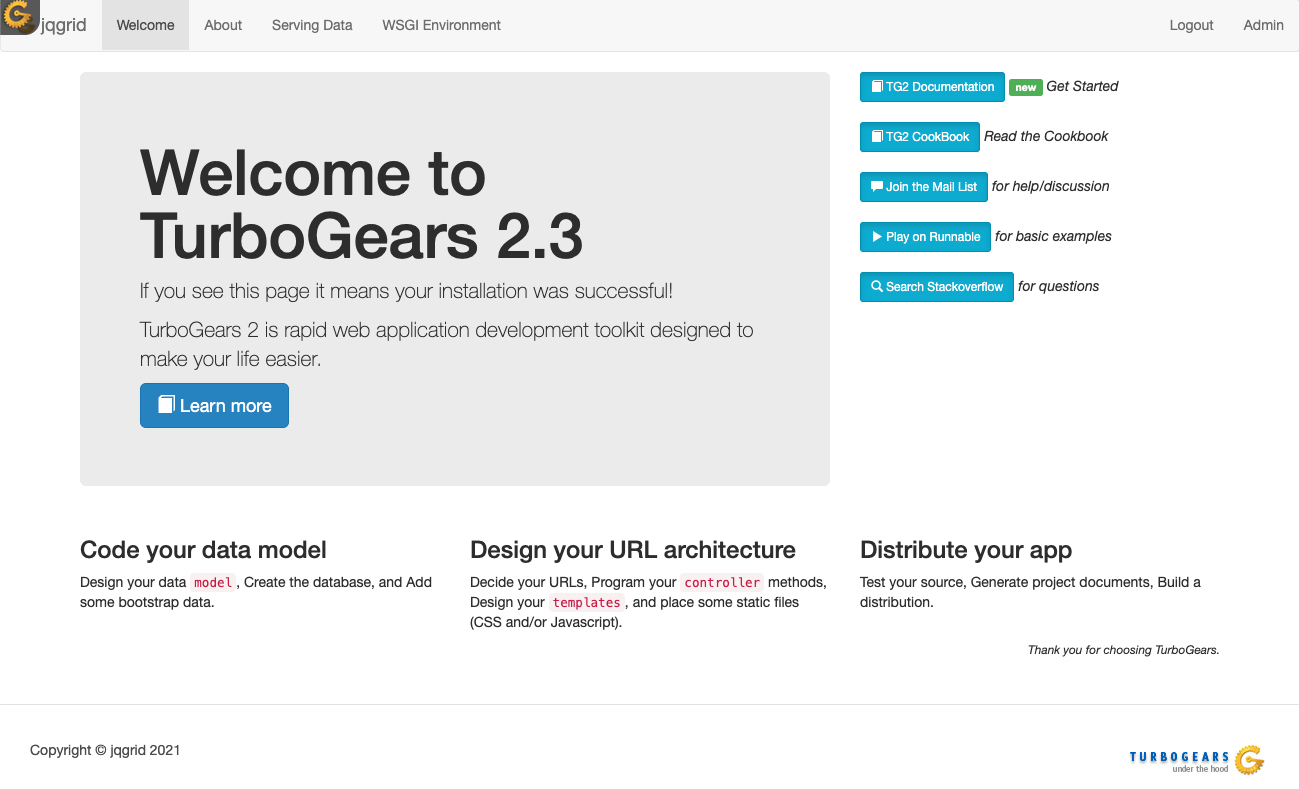 jqgrid Welcome About Serving Data WSGI Environment Logout Admin
Welcome to
TurboGears 2.3
If you see this page it means your installation was successful!
TurboGears 2 is rapid web application development toolkit designed to
make your life easier.
Learn more
TG2 Documentation new Get Started
TG2 CookBook Read the Cookbook
Join the Mail List for help/discussion
Play on Runnable for basic examples
Search Stackoverflow for questions
Code your data model
Design your data model, Create the database, and Add
some bootstrap data.
Design your URL architecture
Decide your URLs, Program your controller methods,
Design your templates, and place some static files
(CSS and/or Javascript).
Distribute your app
Test your source, Generate project documents, Build a
distribution.
Thank you for choosing TurboGears.
Copyright © jqgrid 2021
TURBOGEARS
under the hood